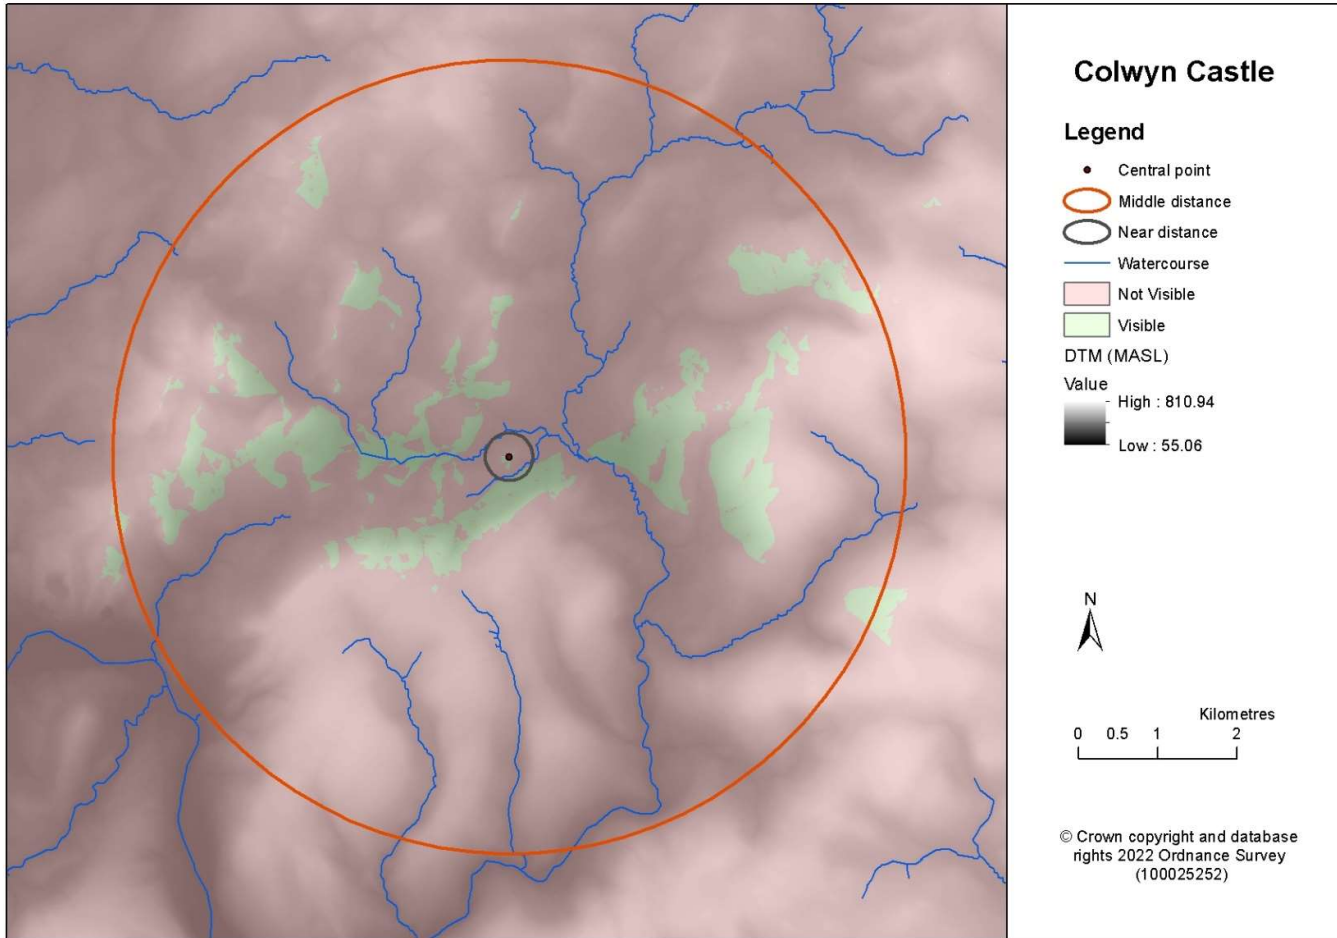 Colwyn Castle
Legend
Central point
Middle distance
Near distance
Watercourse
Not Visible
Visible
DTM (MASL)
Value
High : 810.94
Low : 55.06
N
Kilometres
0 0.5 1 2
© Crown copyright and database
rights 2022 Ordnance Survey
(100025252)